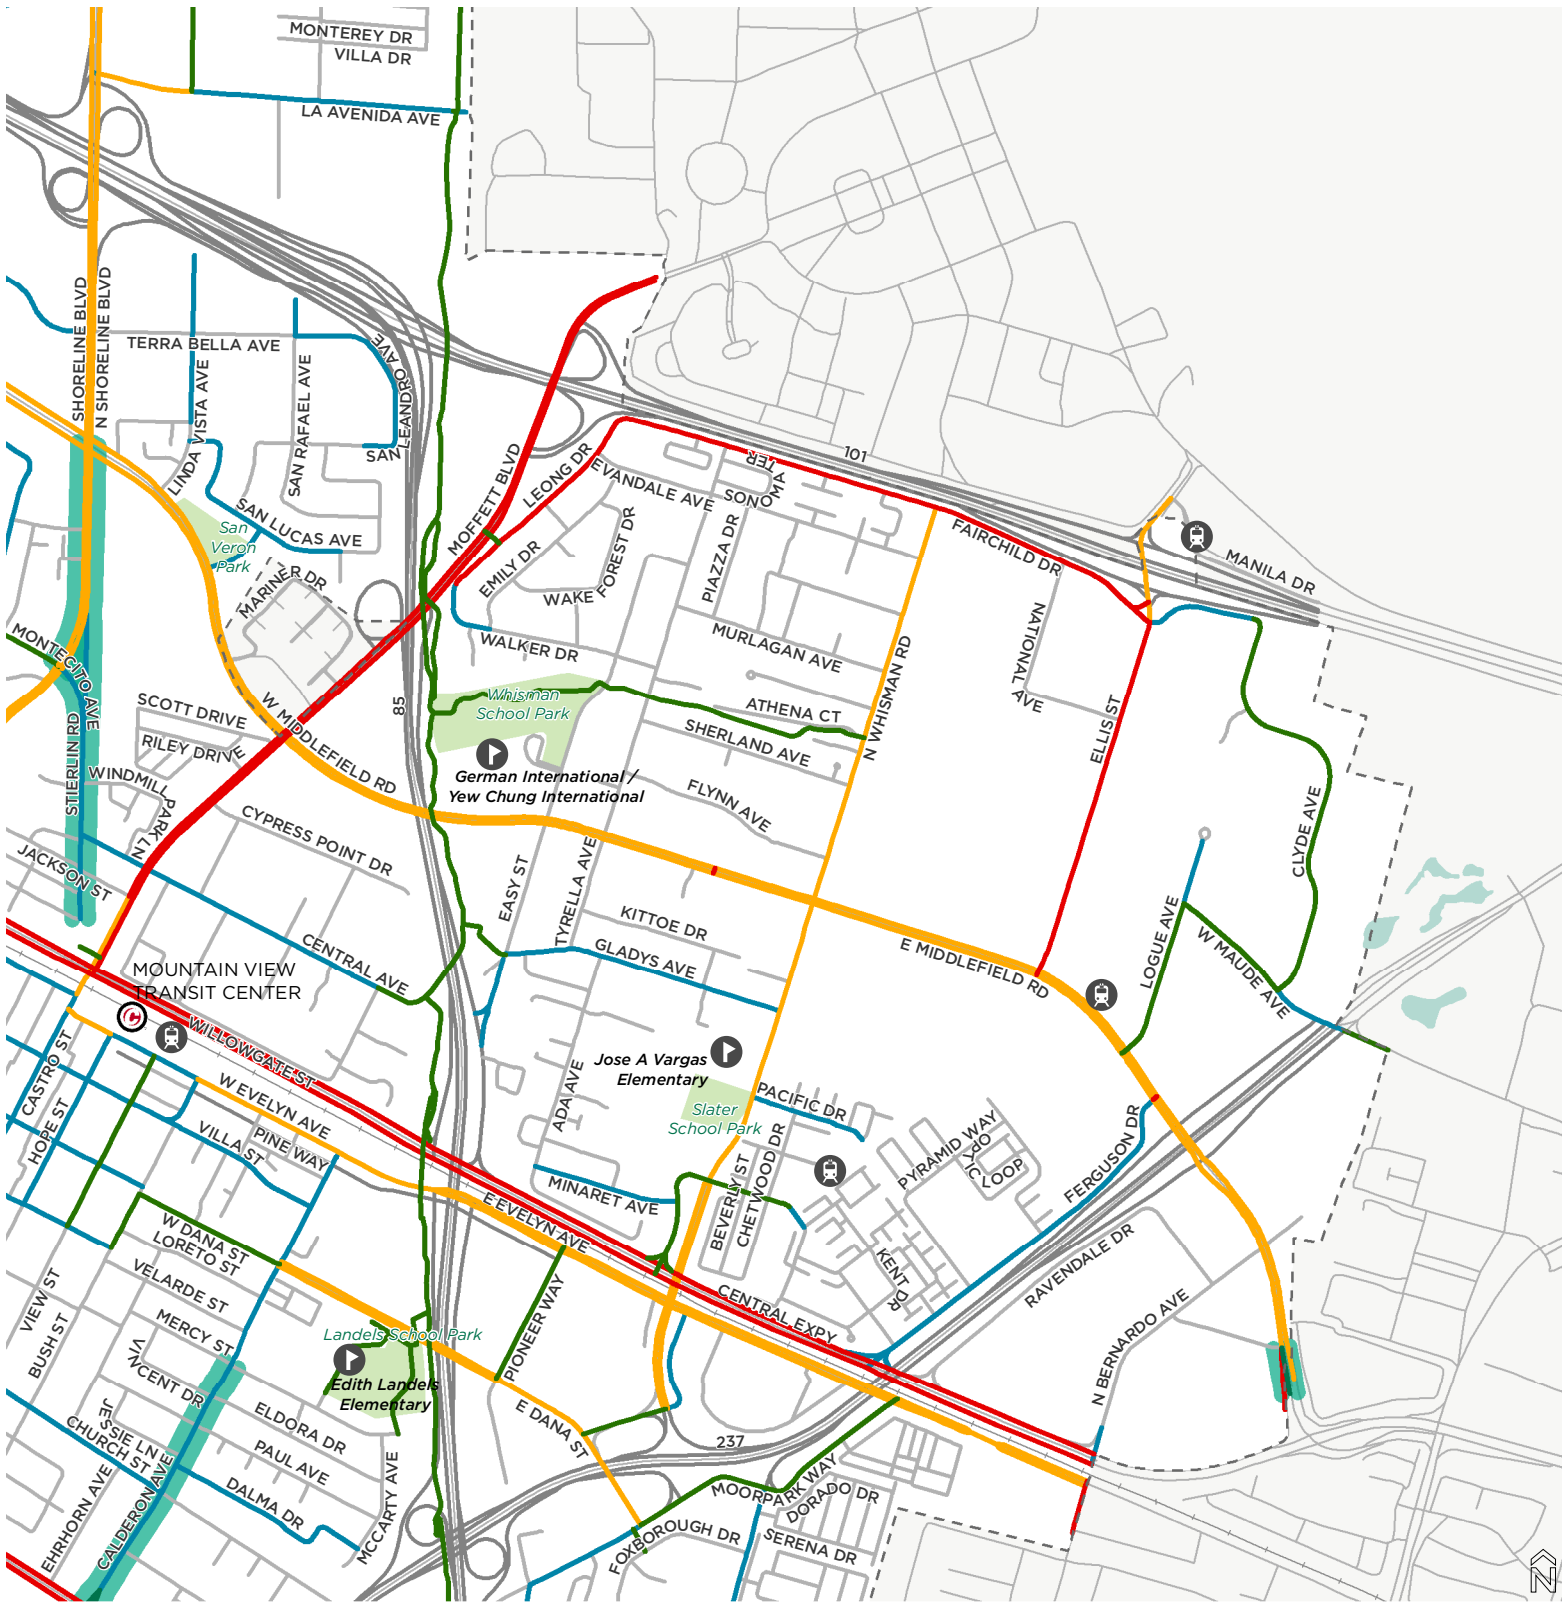 MONTEREY DR
VILLA DR
LA AVENIDA AVE
SHORELINE BLVD
N SHORELINE BLVD
TERRA BELLA AVE
LINDA VISTA AVE
SAN RAFAEL AVE
SAN LEANDRO AVE
SAN LUCAS AVE
San
Veron
Park
MARINER DR
MOFFETT BLVD
LEONG DR
EVANDALE AVE
EMILY DR
WAKE FOREST DR
WALKER DR
PIAZZA DR
SONOMA TER
101
FAIRCHILD DR
MANILA DR
MURLAGAN AVE
N WHISMAN RD
NATIONAL AVE
ELLIS ST
CLYDE AVE
Whisman
School Park
ATHENA CT
SHERLAND AVE
FLYNN AVE
German International /
Yew Chung International
85
MONTECITO AVE
STIERLIN RD
SCOTT DRIVE
RILEY DRIVE
WINDMILL PARK LN
W MIDDLEFIELD RD
CYPRESS POINT DR
JACKSON ST
CENTRAL AVE
EASY ST
TYRELLA AVE
KITTOE DR
GLADYS AVE
E MIDDLEFIELD RD
LOGUE AVE
W MAUDE AVE
MOUNTAIN VIEW
TRANSIT CENTER
C
WILLOWGATE ST
CASTRO ST
HOPE ST
W EVELYN AVE
VILLA ST
PINE WAY
ADA AVE
Jose A Vargas
Elementary
Slater
School Park
PACIFIC DR
BEVERLY ST
CHETWOOD DR
PYRAMID WAY
OPTIC LOOP
FERGUSON DR
MINARET AVE
E EVELYN AVE
KENT DR
RAVENDALE DR
N BERNARDO AVE
CENTRAL EXPY
W DANA ST
LORETO ST
VELARDE ST
MERCY ST
VIEW ST
BUSH ST
VINCENT DR
JESSIE LN
CHURCH ST
EHRHORN AVE
CALDERON AVE
ELDORA DR
PAUL AVE
DALMA DR
MCCARTY AVE
Landels School Park
Edith Landels
Elementary
PIONEER WAY
E DANA ST
237
MOORPARK WAY
DORADO DR
SERENA DR
FOXBOROUGH DR
N